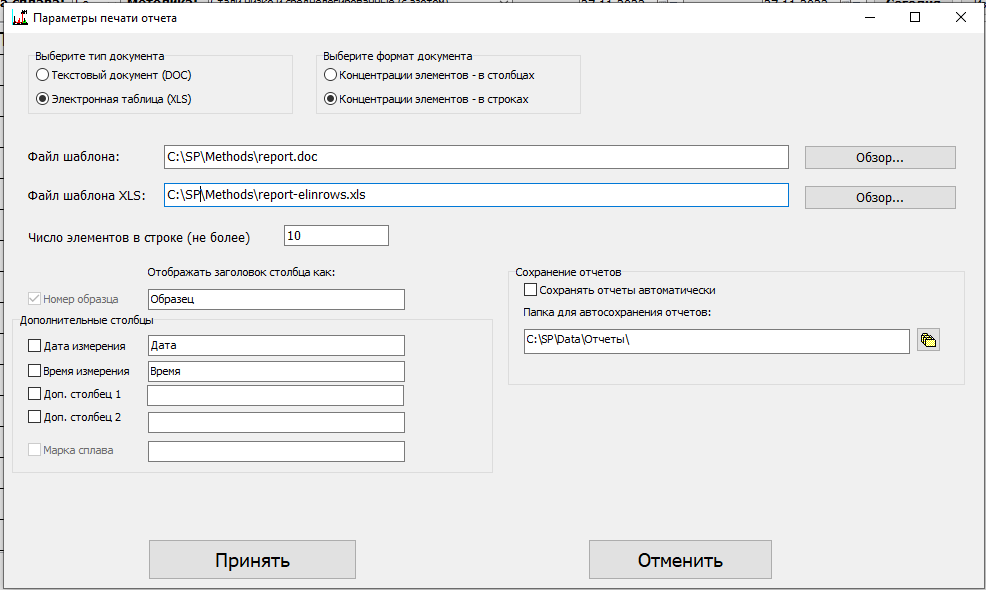 Параметры печати отчета
Выберите тип документа
Текстовый документ (DOC)
Электронная таблица (XLS)
Выберите формат документа
Концентрации элементов - в столбцах
Концентрации элементов - в строках
Файл шаблона:
C:\SP\Methods\report.doc
Обзор...
Файл шаблона XLS:
C:\SP\Methods\report-elinrows.xls
Обзор...
Число элементов в строке (не более)
10
Отображать заголовок столбца как:
Номер образца
Образец
Дополнительные столбцы
Дата измерения
Дата
Время измерения
Время
Доп. столбец 1
Доп. столбец 2
Марка сплава
Сохранение отчетов
Сохранять отчеты автоматически
Папка для автосохранения отчетов:
C:\SP\Data\Отчеты\
Принять
Отменить